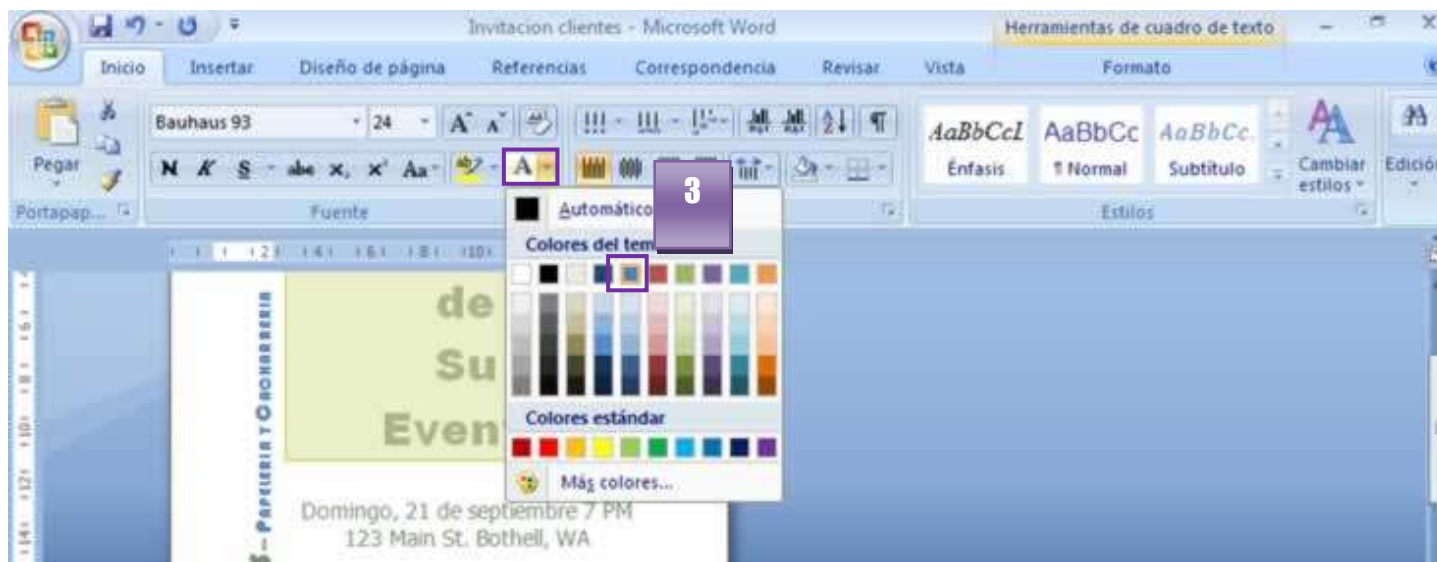 Invitacion clientes - Microsoft Word
Herramientas de cuadro de texto
Inicio Insertar Diseño de página Referencias Correspondencia Revisar Vista Formato
Bauhaus 93 24 A A
AaBbCcI AaBbCc AaBbCc.
Pegar
N K S abc x, x' Aa A
Énfasis ¶ Normal Subtítulo
Cambiar estilos
Edición
Portapap... Fuente Estilos
3
Automático
Colores del tem
Colores estándar
Más colores...
de
Su
Even
Domingo, 21 de septiembre 7 PM
123 Main St. Bothell, WA
– PAPELERIA Y CACHARRERIA